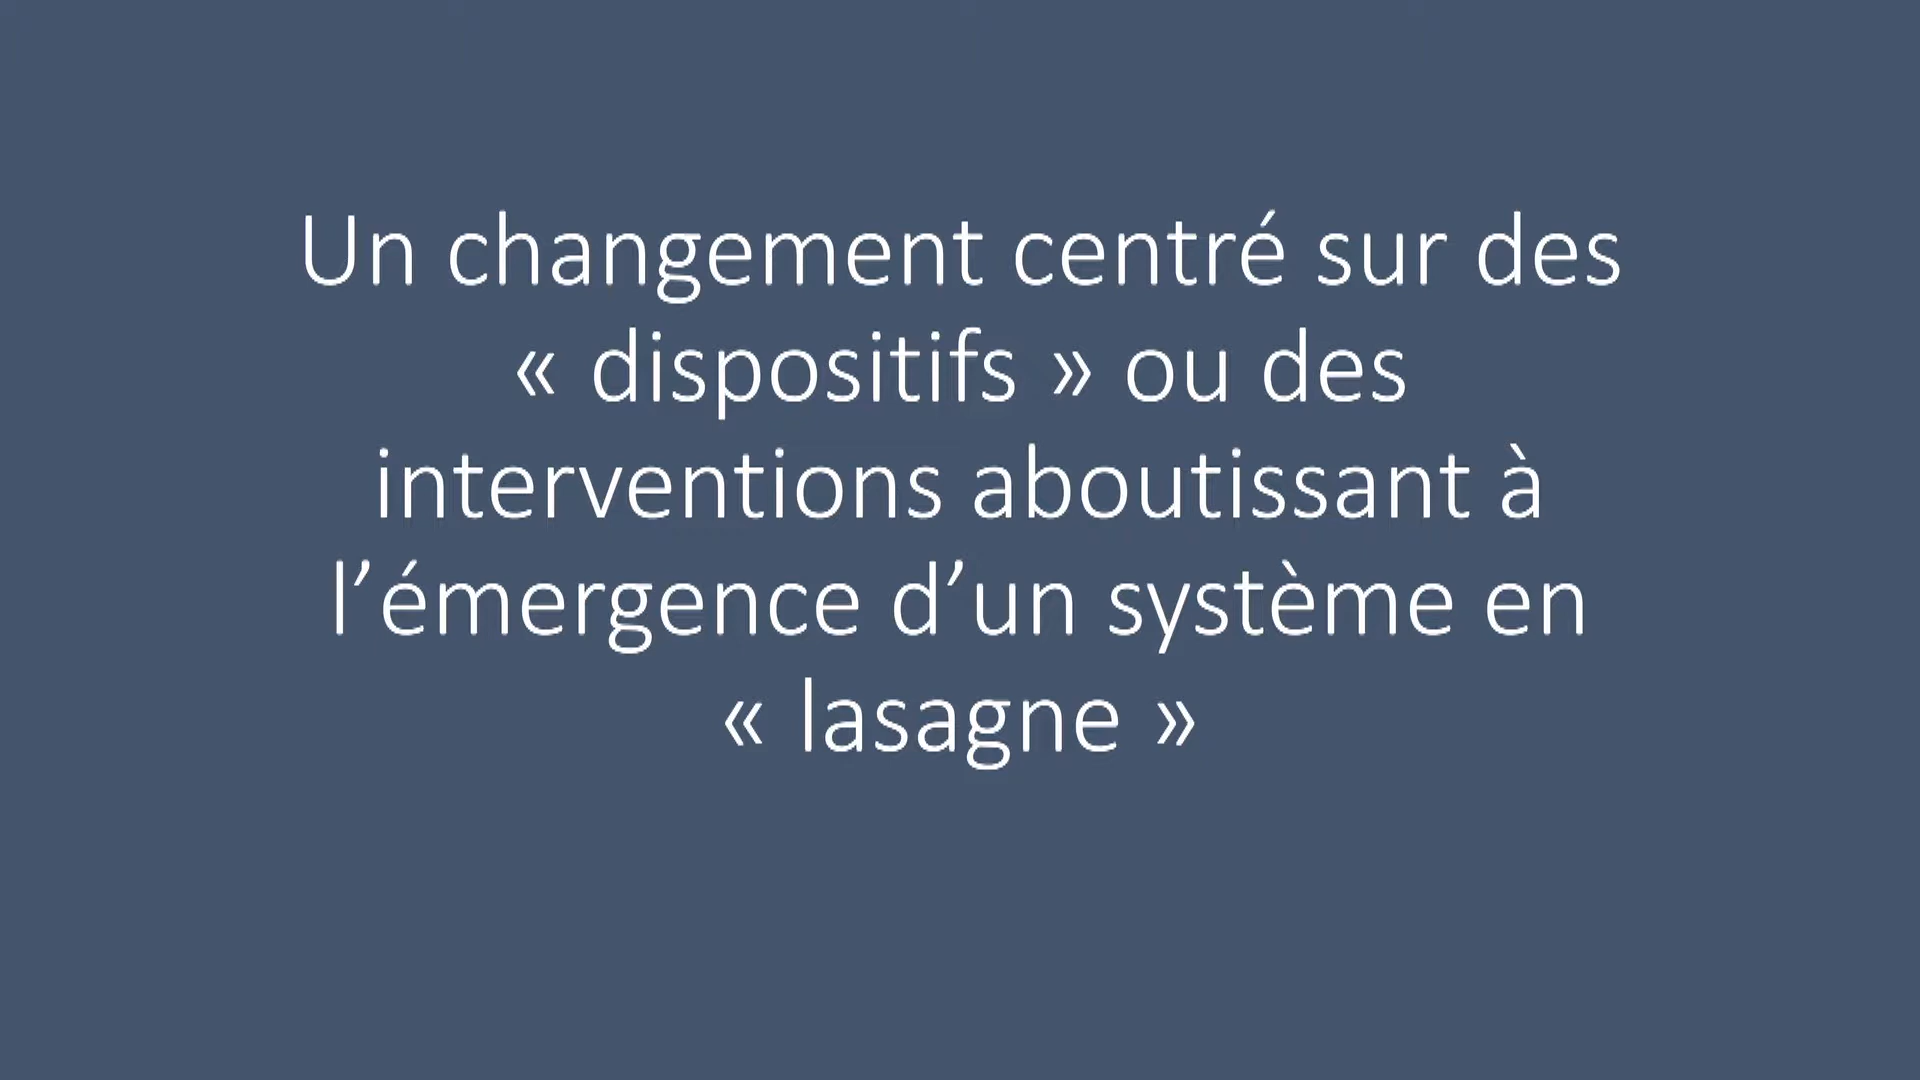 Un changement centré sur des
« dispositifs » ou des
interventions aboutissant à
l’émergence d’un système en
« lasagne »